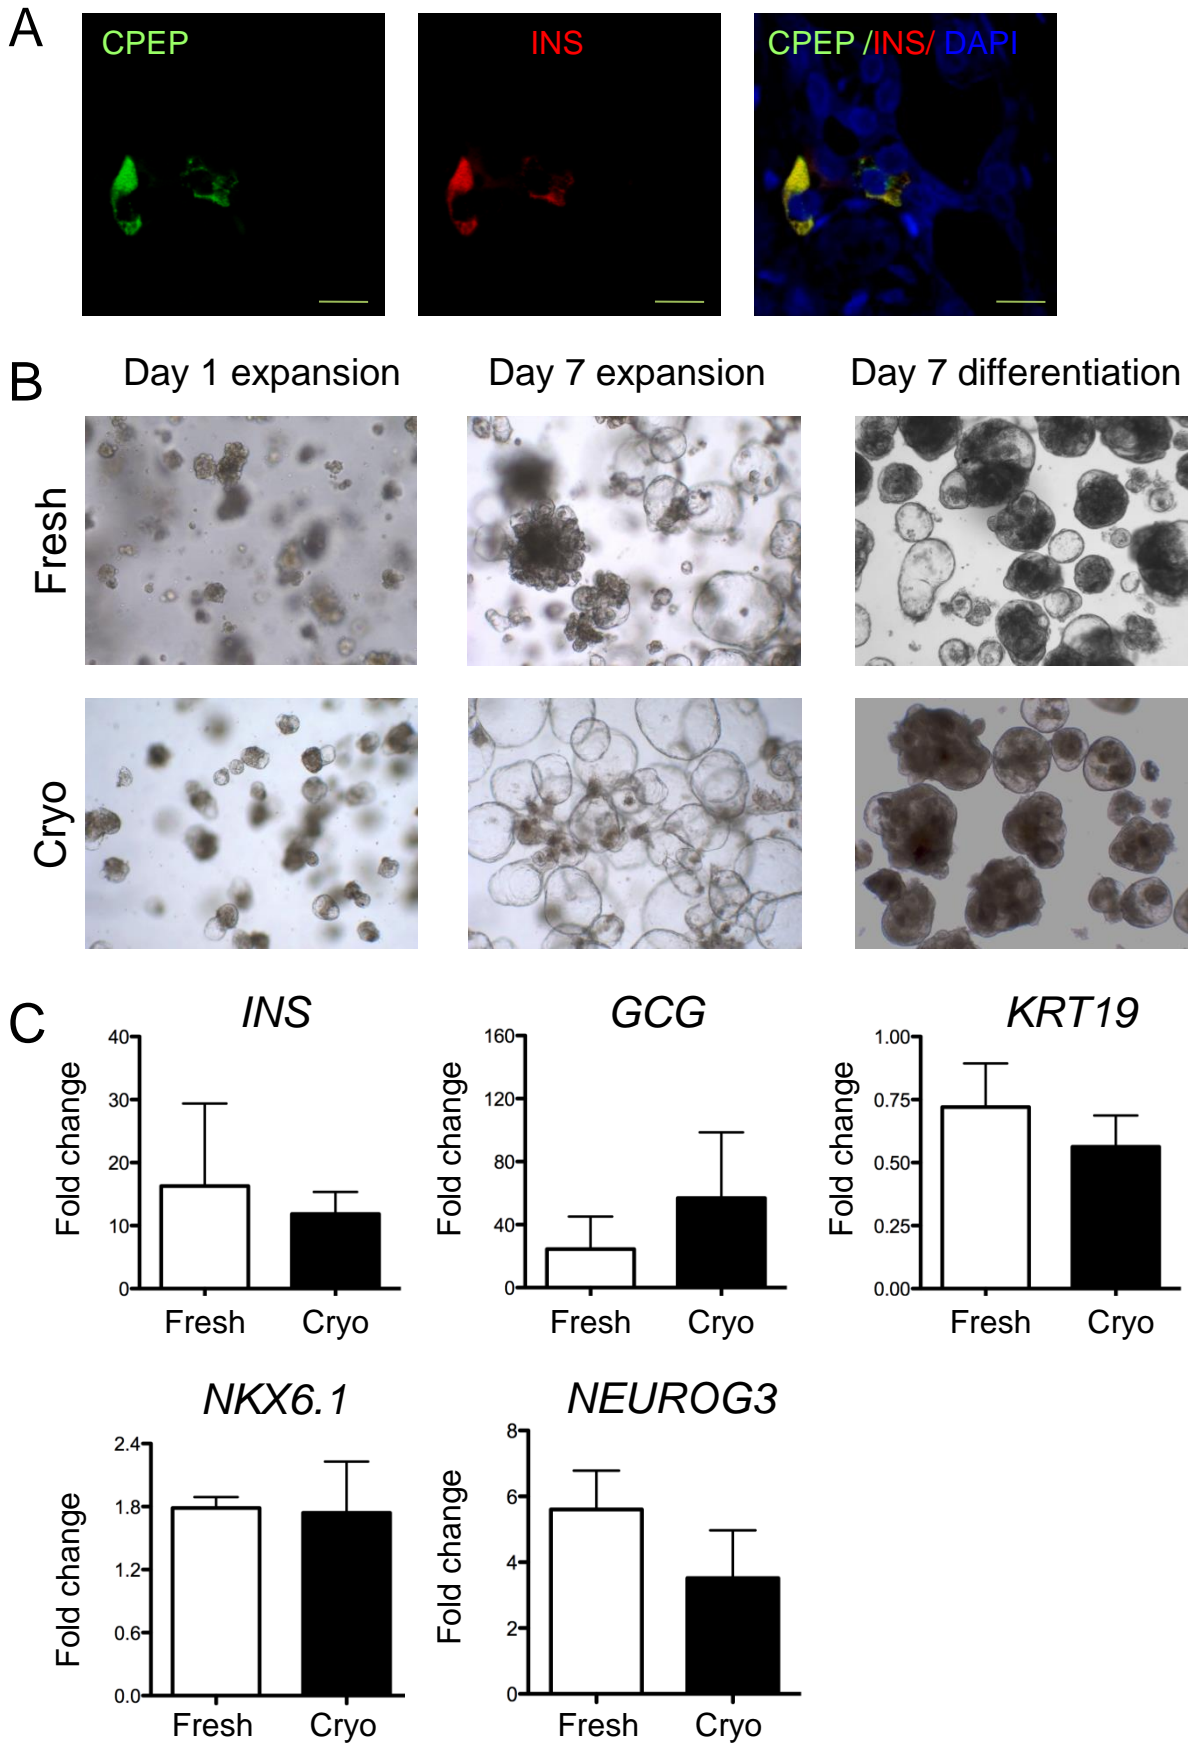 A
CPEP
INS
CPEP /INS/ DAPI
B
Day 1 expansion
Day 7 expansion
Day 7 differentiation
Fresh
Cryo
C
INS
Fold change
40
30
20
10
0
Fresh
Cryo
GCG
Fold change
160
120
80
40
0
Fresh
Cryo
KRT19
Fold change
1.00
0.75
0.50
0.25
0.00
Fresh
Cryo
NKX6.1
Fold change
2.4
1.8
1.2
0.6
0.0
Fresh
Cryo
NEUROG3
Fold change
8
6
4
2
0
Fresh
Cryo